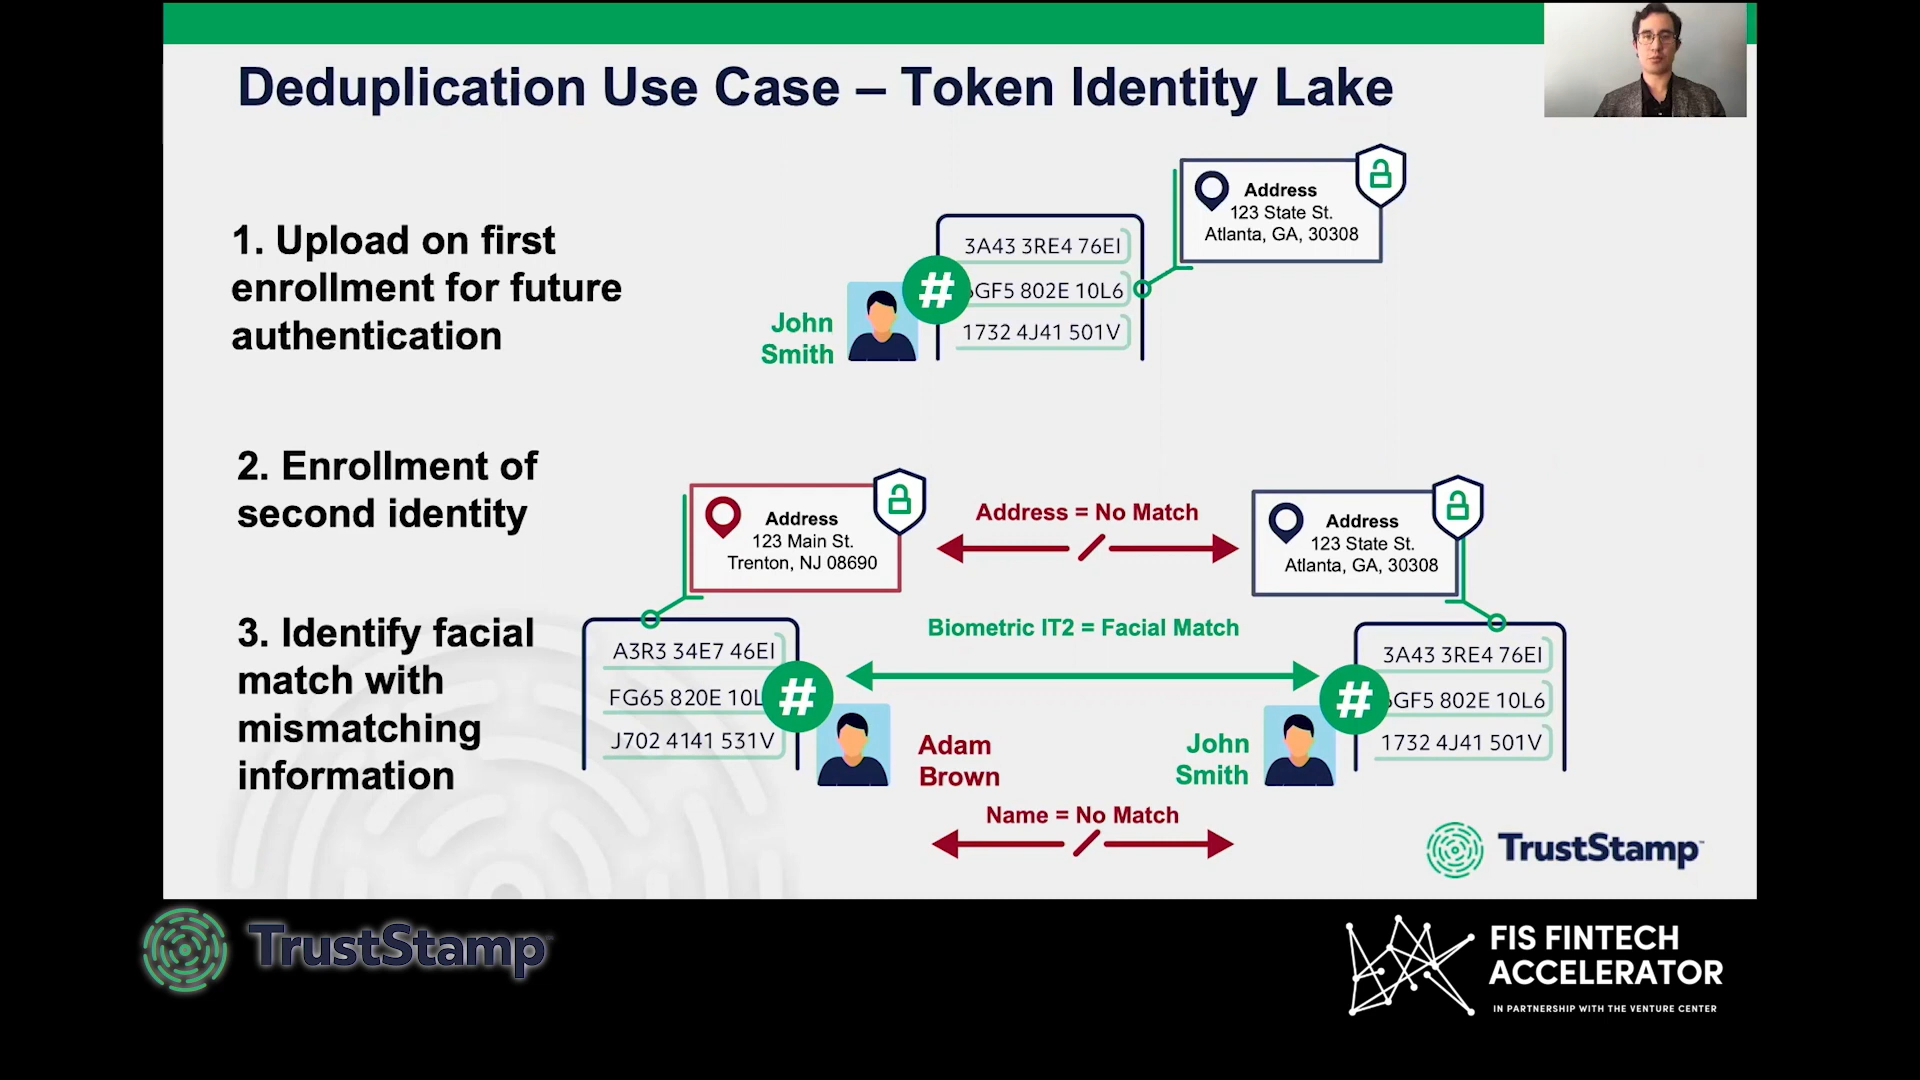 Deduplication Use Case – Token Identity Lake
1. Upload on first
enrollment for future
authentication
John
Smith
#
3A43 3RE4 76EI
GF5 802E 10L6
1732 4J41 501V
Address
123 State St.
Atlanta, GA, 30308
2. Enrollment of
second identity
3. Identify facial
match with
mismatching
information
Address
123 Main St.
Trenton, NJ 08690
Address = No Match
Address
123 State St.
Atlanta, GA, 30308
Biometric IT2 = Facial Match
A3R3 34E7 46EI
FG65 820E 10L
J702 4141 531V
#
Adam
Brown
John
Smith
#
3A43 3RE4 76EI
GF5 802E 10L6
1732 4J41 501V
Name = No Match
TrustStamp
TrustStamp
FIS FINTECH
ACCELERATOR
IN PARTNERSHIP WITH THE VENTURE CENTER